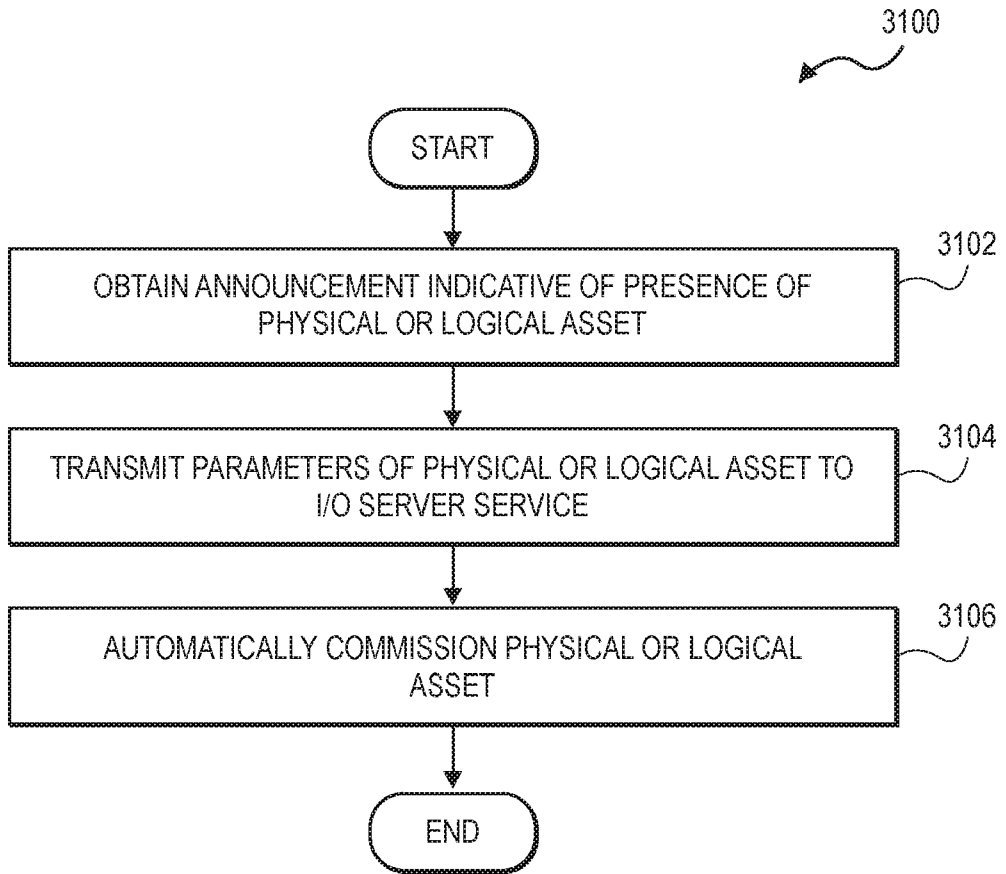 3100
START
3102
OBTAIN ANNOUNCEMENT INDICATIVE OF PRESENCE OF
PHYSICAL OR LOGICAL ASSET
3104
TRANSMIT PARAMETERS OF PHYSICAL OR LOGICAL ASSET TO
I/O SERVER SERVICE
3106
AUTOMATICALLY COMMISSION PHYSICAL OR LOGICAL
ASSET
END